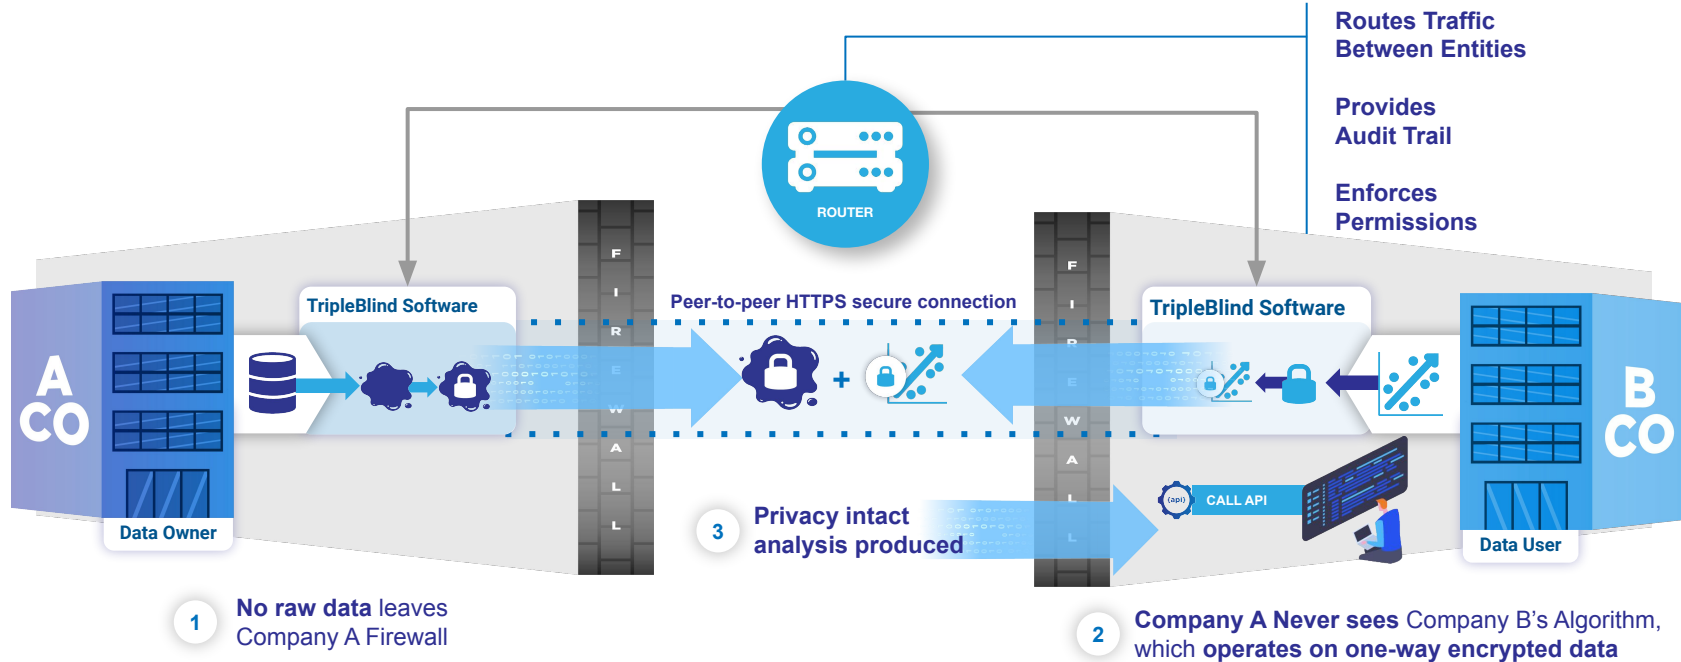 Routes Traffic
Between Entities
Provides
Audit Trail
Enforces
Permissions
ROUTER
FIREWALL
FIREWALL
TripleBlind Software
Peer-to-peer HTTPS secure connection
TripleBlind Software
A
CO
+
B
CO
Data Owner
(api)
CALL API
Data User
3
Privacy intact
analysis produced
1
No raw data leaves
Company A Firewall
2
Company A Never sees Company B's Algorithm,
which operates on one-way encrypted data